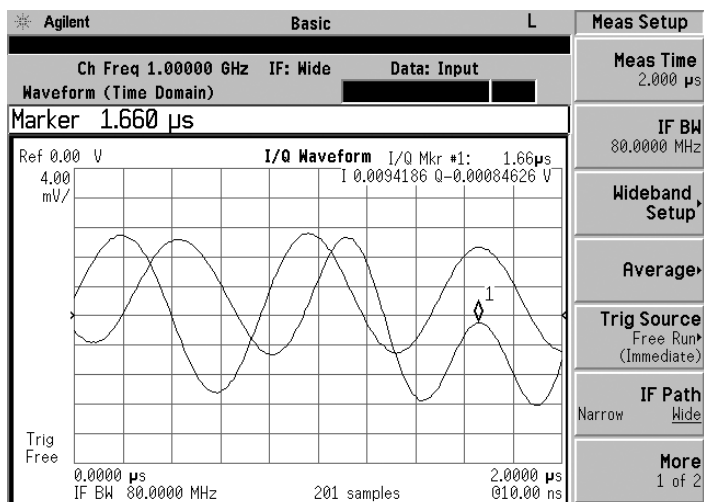 Agilent Basic L
Meas Setup
Ch Freq 1.00000 GHz IF: Wide Data: Input
Waveform (Time Domain)
Marker 1.660 µs
Ref 0.00 V I/Q Waveform I/Q Mkr #1: 1.66µs
I 0.0094186 Q-0.00084626 V
4.00
mV/
1
Trig
Free
0.0000 µs 2.0000 µs
IF BW 80.0000 MHz 201 samples @10.00 ns
Meas Time
2.000 µs
IF BW
80.0000 MHz
Wideband
Setup
Average
Trig Source
Free Run
(Immediate)
IF Path
Narrow Wide
More
1 of 2